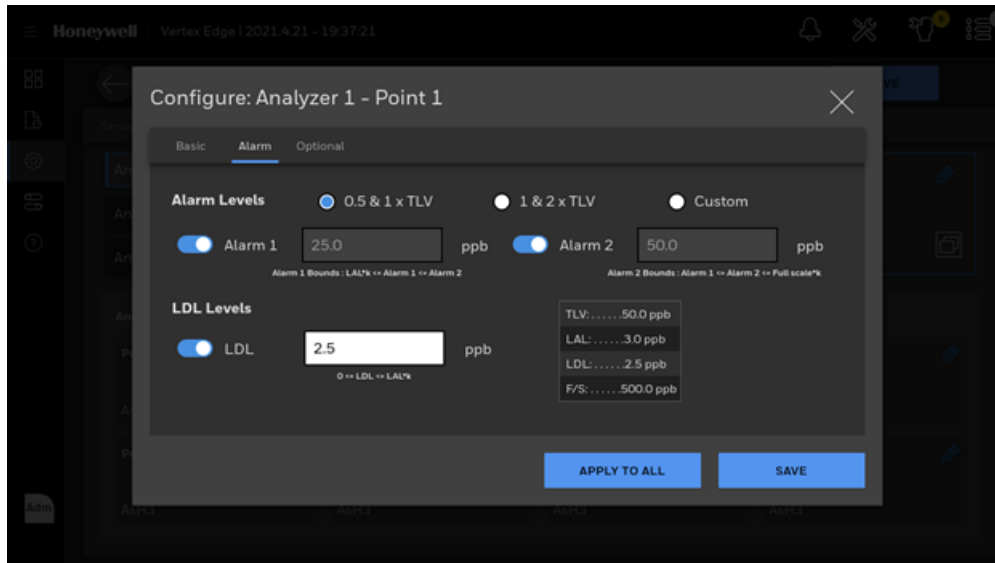 Honeywell Vertex Edge | 2021.4.21 - 19:37:21
Configure: Analyzer 1 - Point 1
Basic Alarm Optional
Alarm Levels 0.5 & 1 x TLV 1 & 2 x TLV Custom
Alarm 1 25.0 ppb Alarm 2 50.0 ppb
Alarm 1 Bounds : LAL*k <= Alarm 1 <= Alarm 2 Alarm 2 Bounds : Alarm 1 <= Alarm 2 <= Full scale*k
LDL Levels
TLV:......50.0 ppb
LAL:......3.0 ppb
LDL 2.5 ppb
LDL:......2.5 ppb
0 <= LDL <= LAL*k
F/S:......500.0 ppb
APPLY TO ALL SAVE
Adm
AsH3 AsH3 AsH3 AsH3